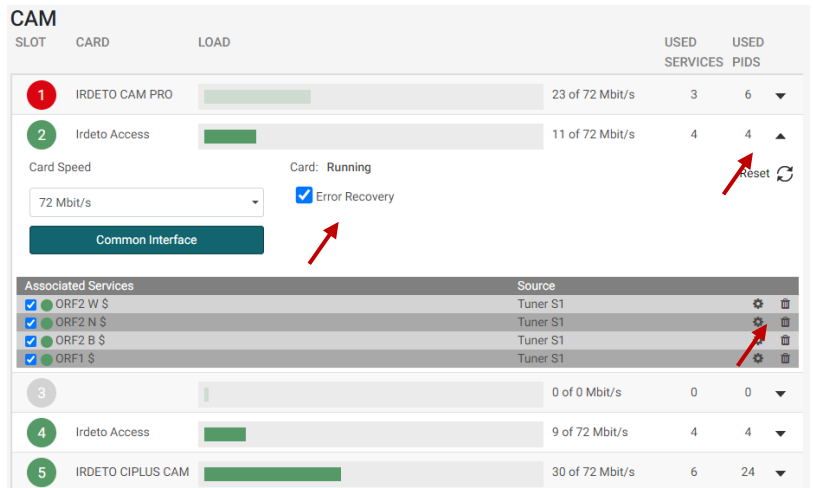 CAM
SLOT CARD LOAD USED SERVICES USED PIDS
1 IRDETO CAM PRO 23 of 72 Mbit/s 3 6
2 Irdeto Access 11 of 72 Mbit/s 4 4
Card Speed Card: Running Reset
72 Mbit/s Error Recovery
Common Interface
Associated Services Source
ORF2 W $ Tuner S1
ORF2 N $ Tuner S1
ORF2 B $ Tuner S1
ORF1 $ Tuner S1
3 0 of 0 Mbit/s 0 0
4 Irdeto Access 9 of 72 Mbit/s 4 4
5 IRDETO CIPLUS CAM 30 of 72 Mbit/s 6 24